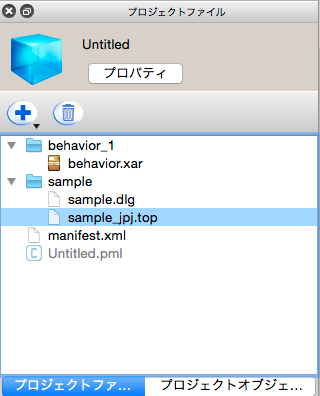 プロジェクトファイル
Untitled
プロパティ
behavior_1
behavior.xar
sample
sample.dlg
sample_jpj.top
manifest.xml
Untitled.pml
プロジェクトファ... プロジェクトオブジェ...